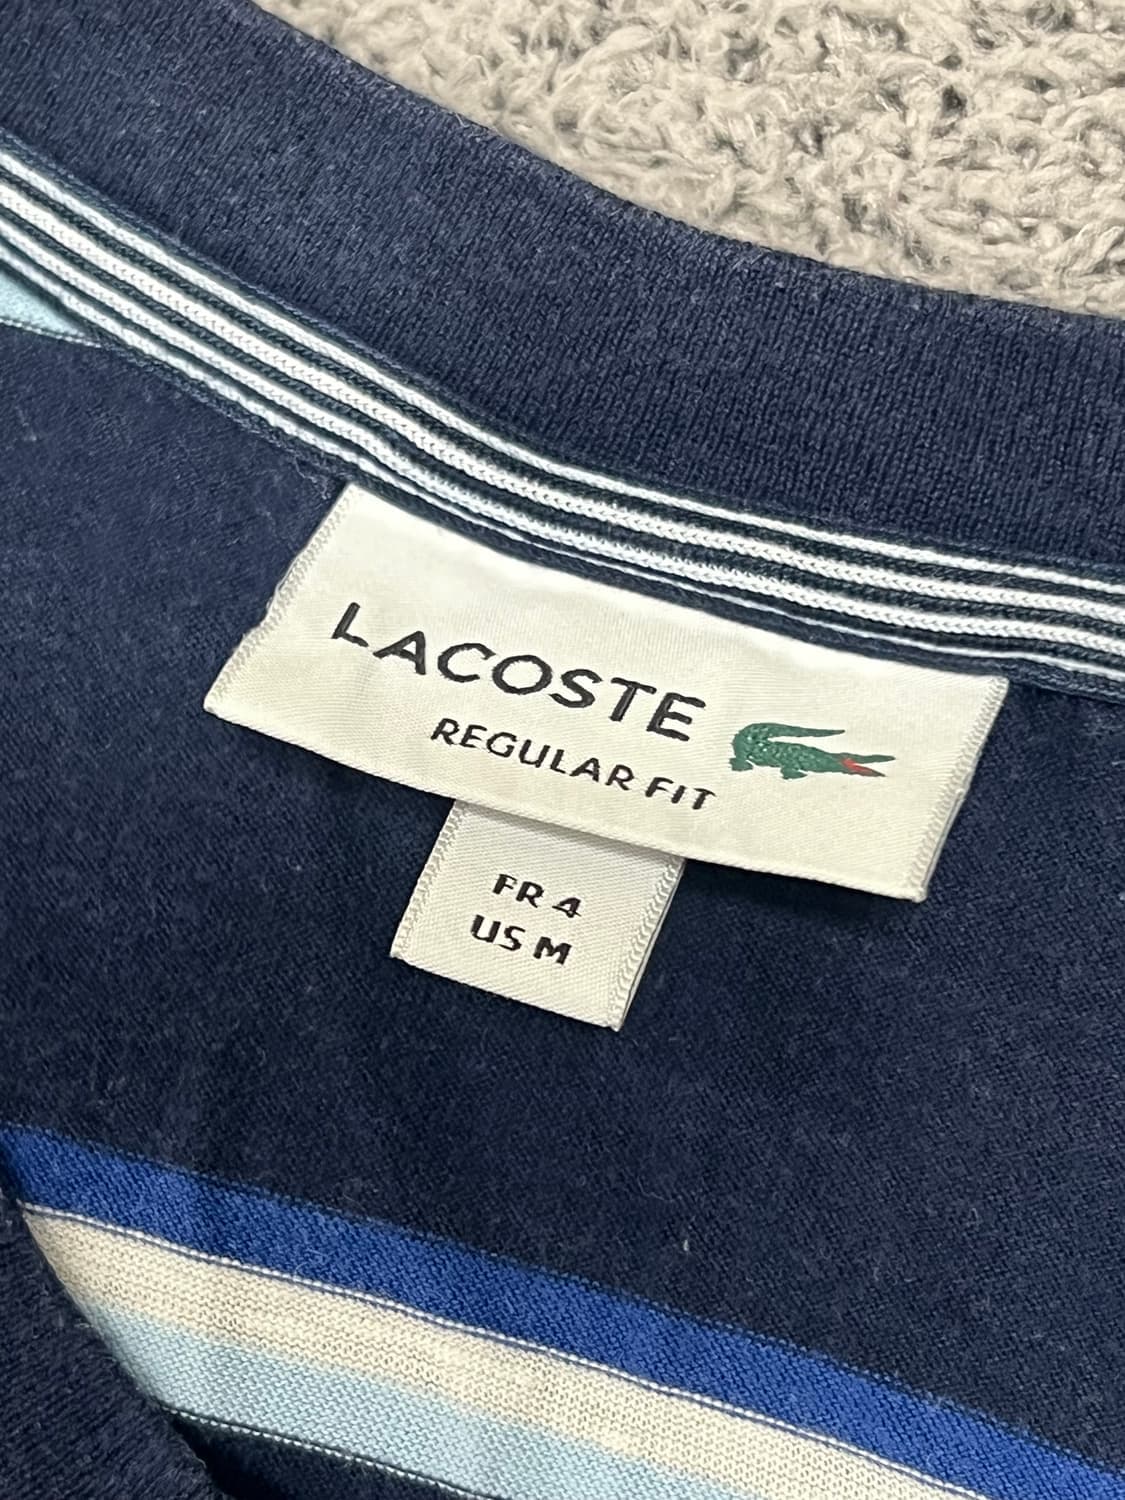 LACOSTE
REGULAR FIT
FR 4
US M